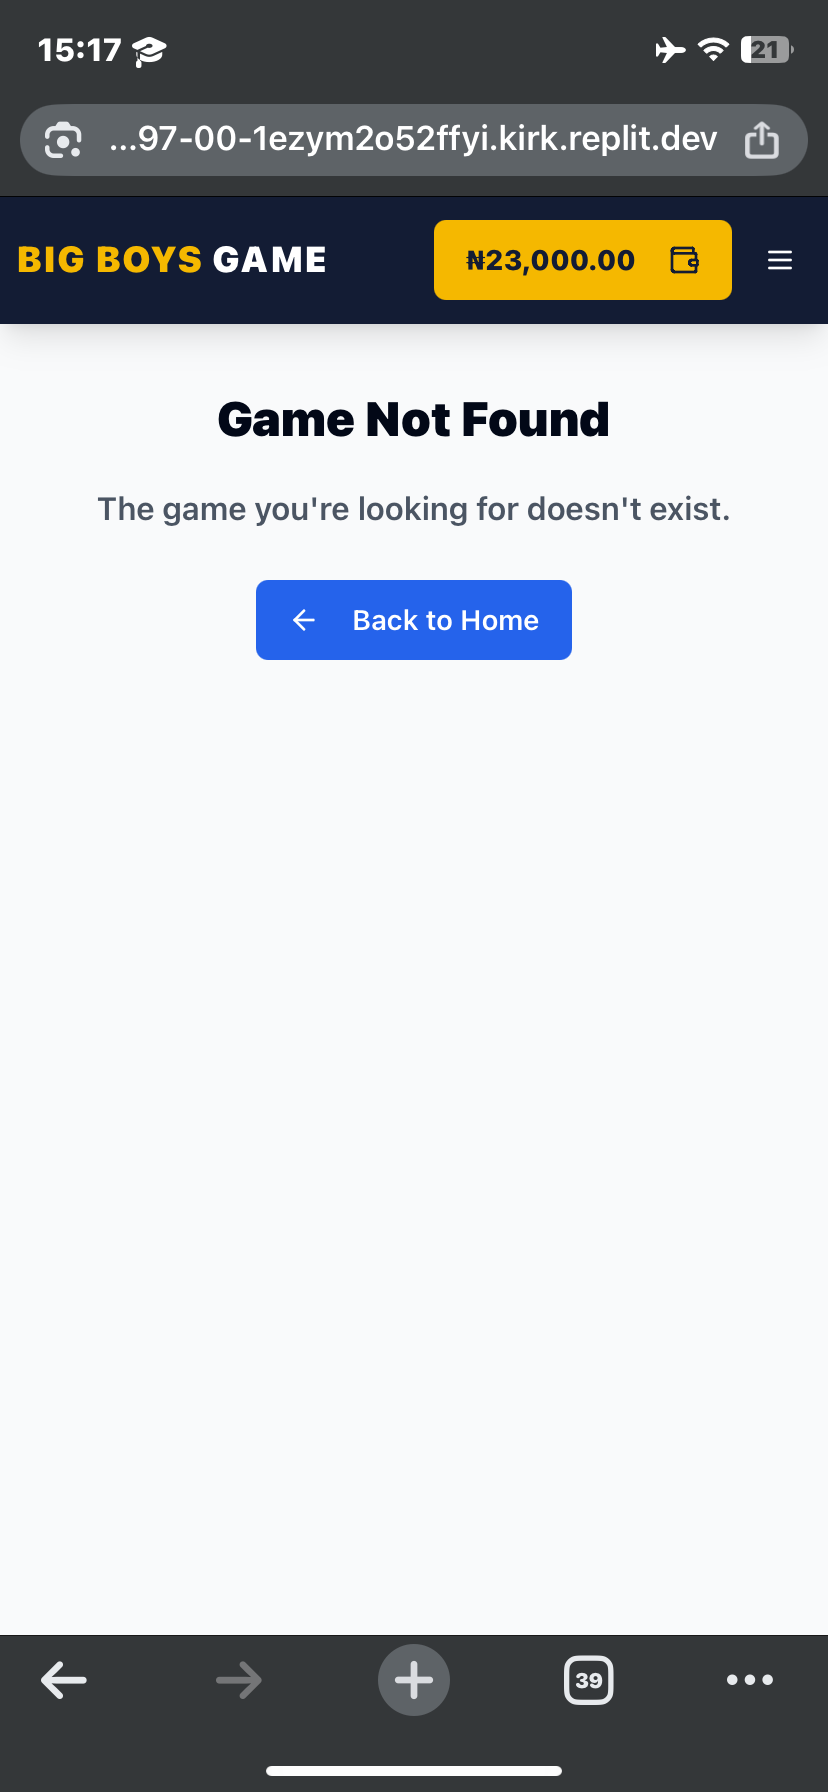 15:17
21
...97-00-1ezym2o52ffyi.kirk.replit.dev
BIG BOYS GAME
₦23,000.00
Game Not Found
The game you're looking for doesn't exist.
Back to Home
39